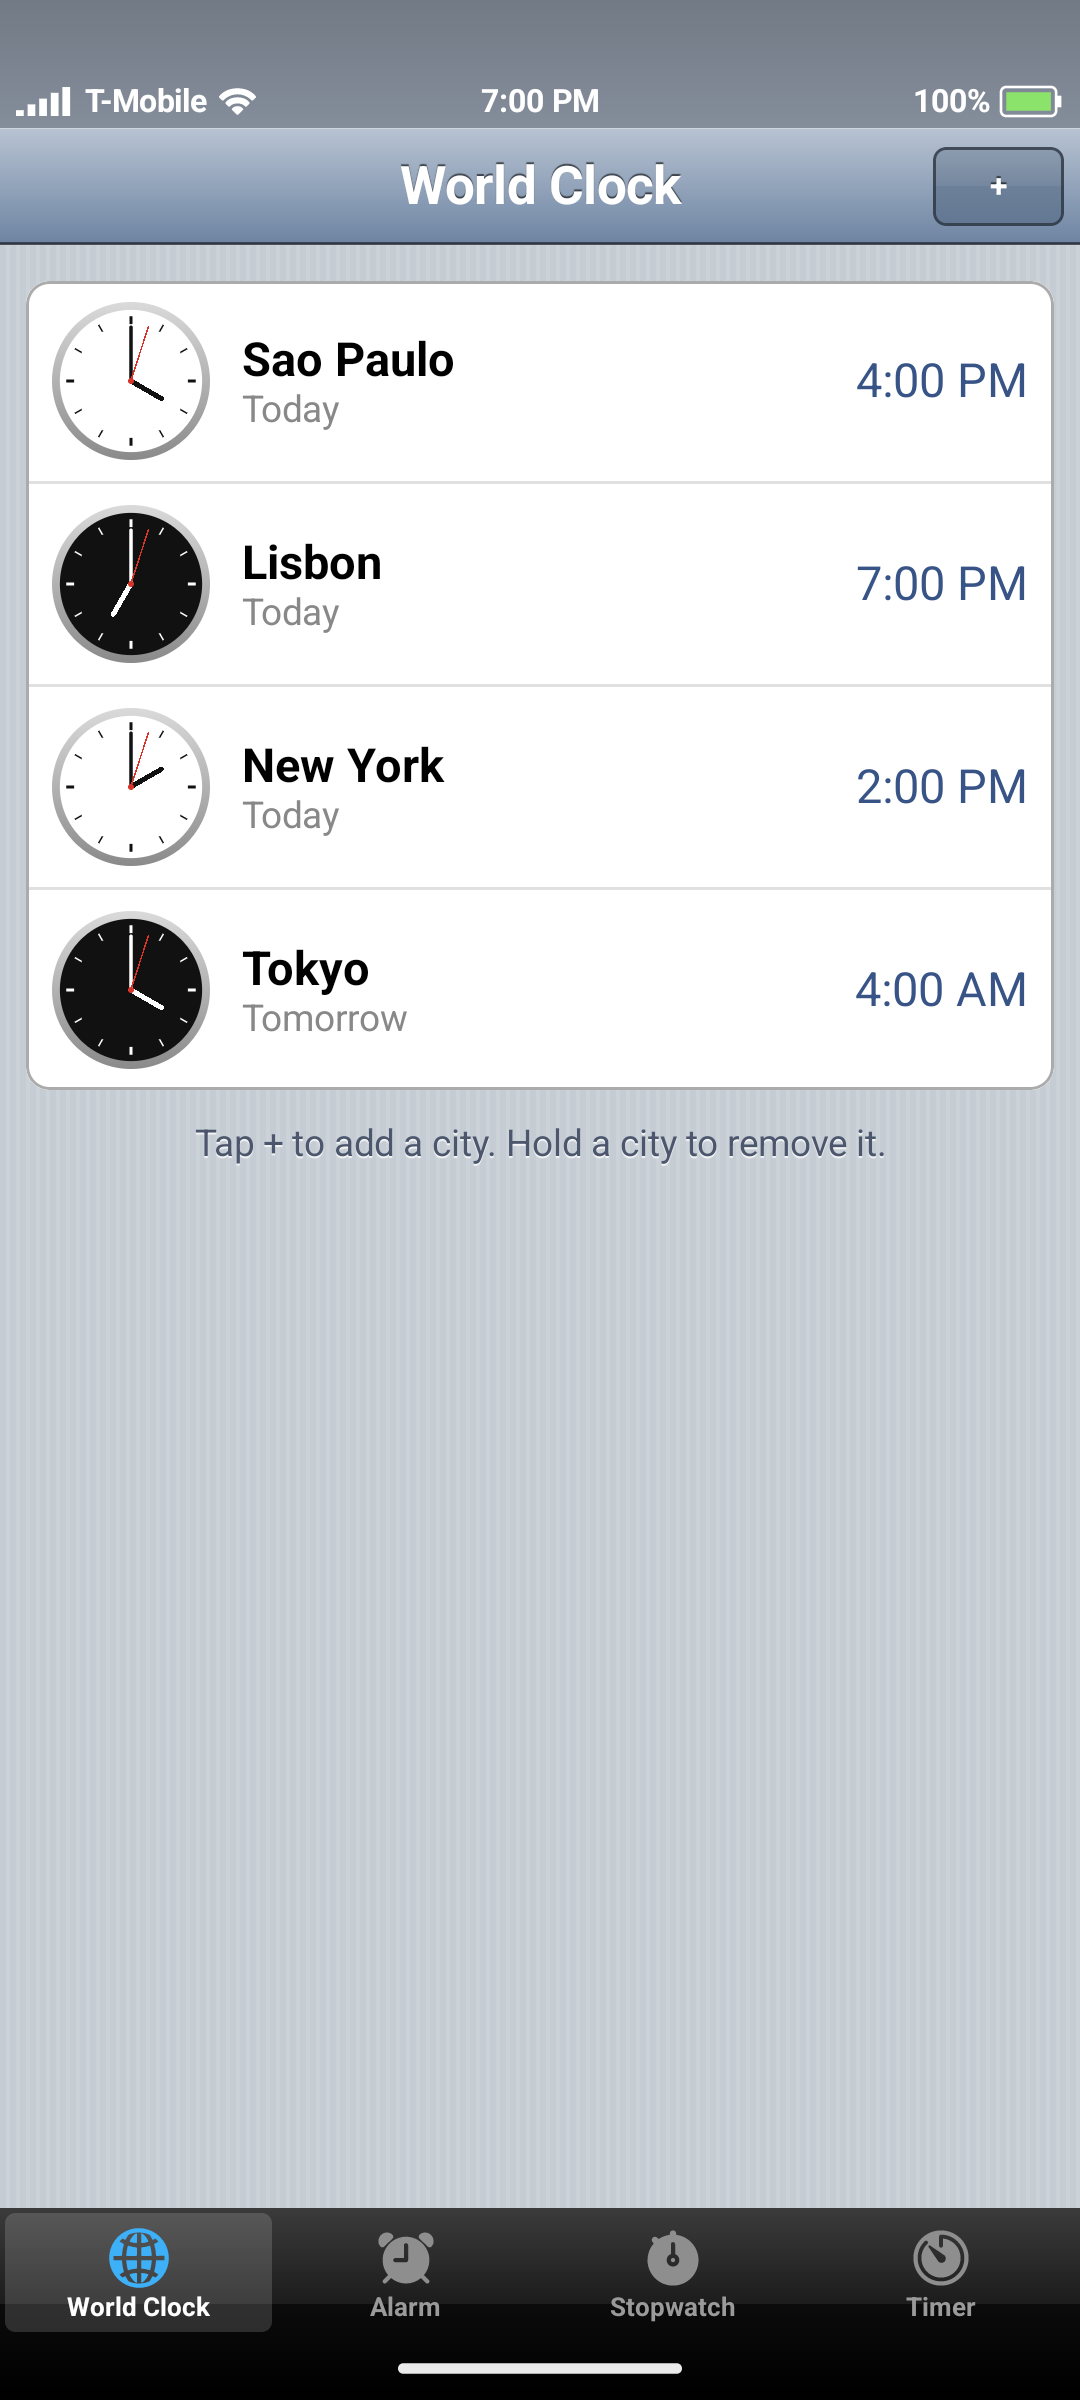 T-Mobile 7:00 PM 100%
World Clock +
Sao Paulo
Today
4:00 PM
Lisbon
Today
7:00 PM
New York
Today
2:00 PM
Tokyo
Tomorrow
4:00 AM
Tap + to add a city. Hold a city to remove it.
World Clock Alarm Stopwatch Timer